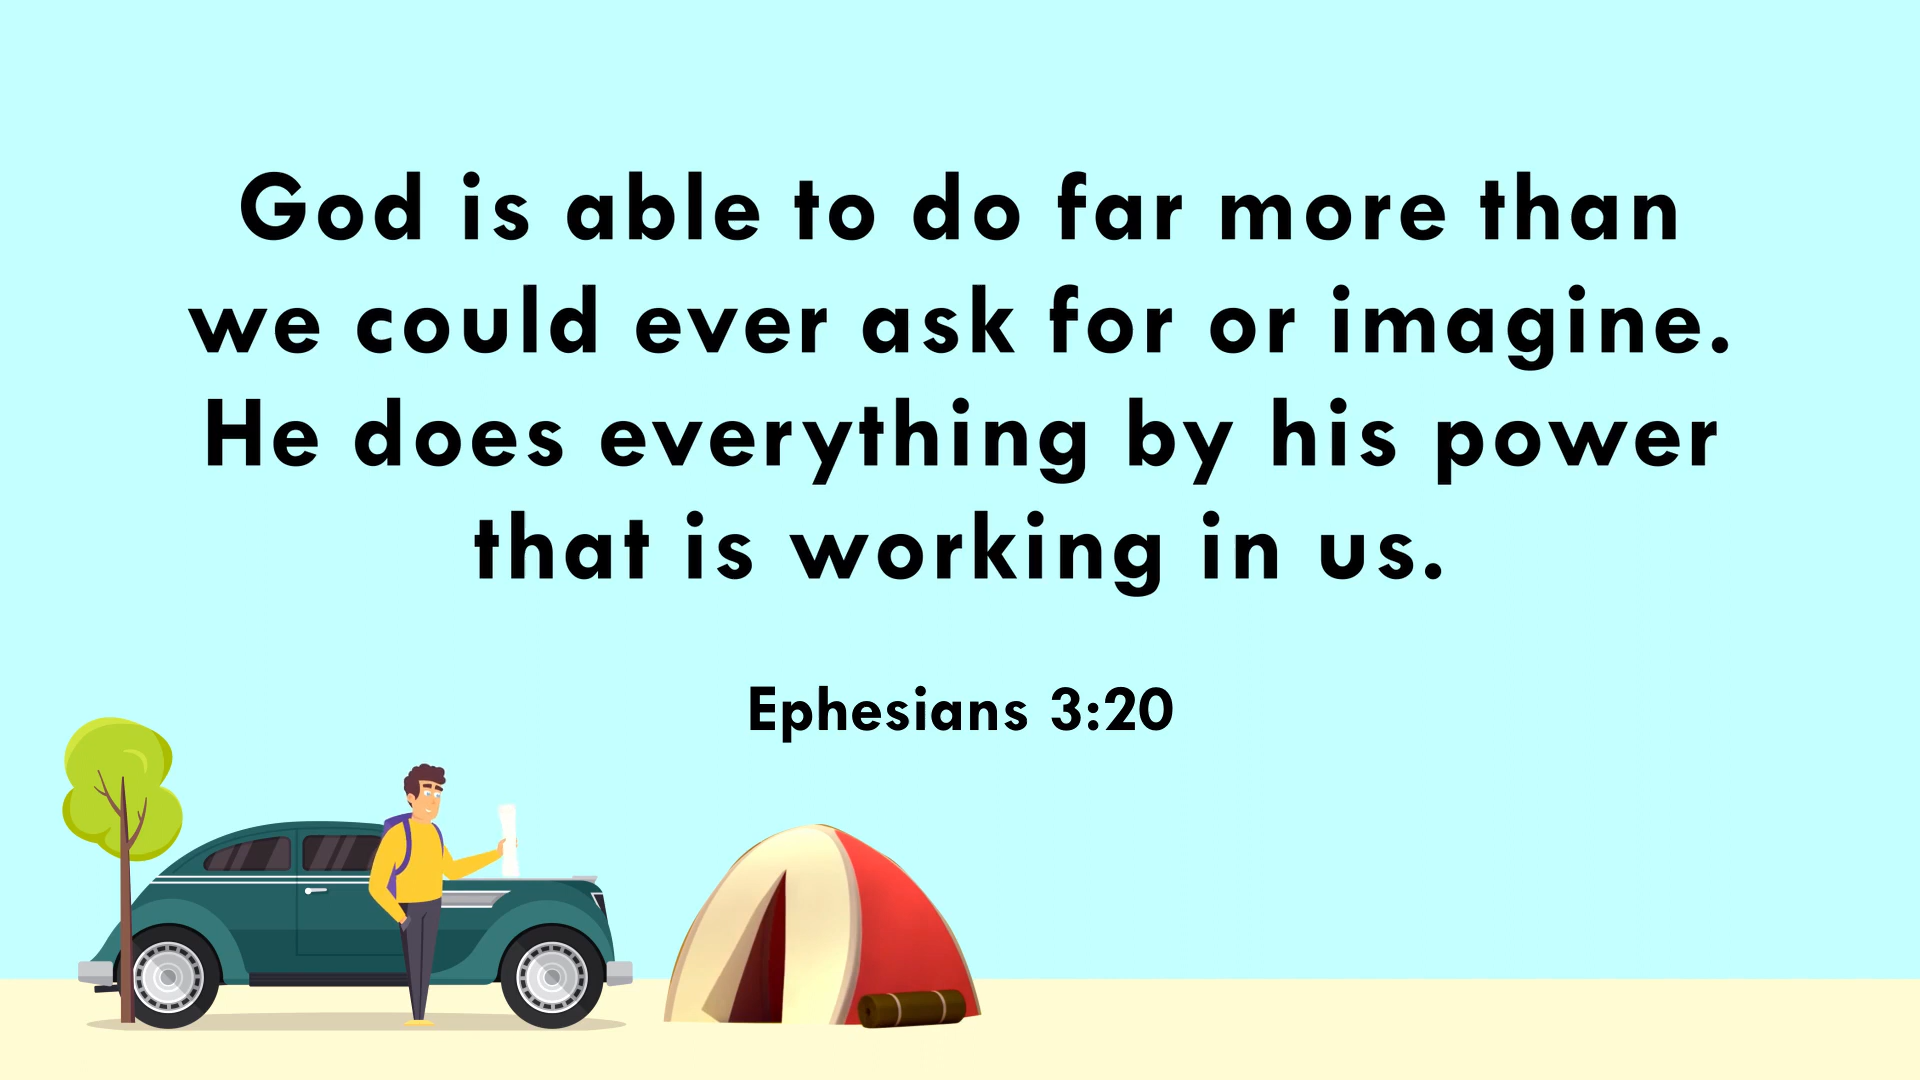 God is able to do far more than
we could ever ask for or imagine.
He does everything by his power
that is working in us.
Ephesians 3:20